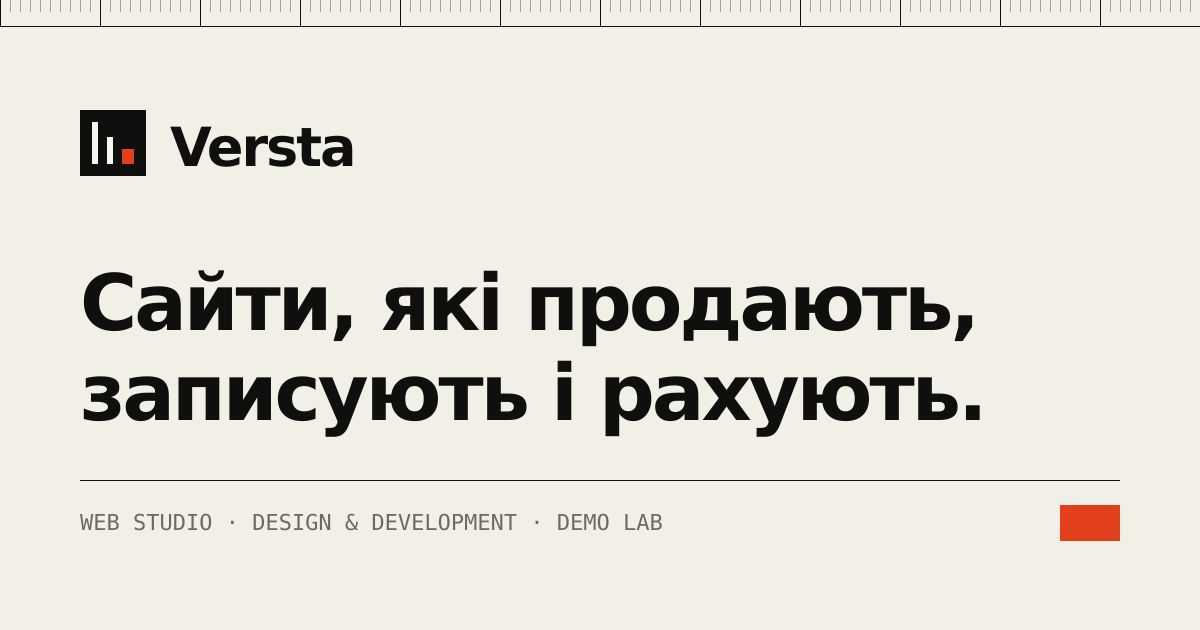 Versta
Сайти, які продають,
записують і рахують.
WEB STUDIO · DESIGN & DEVELOPMENT · DEMO LAB